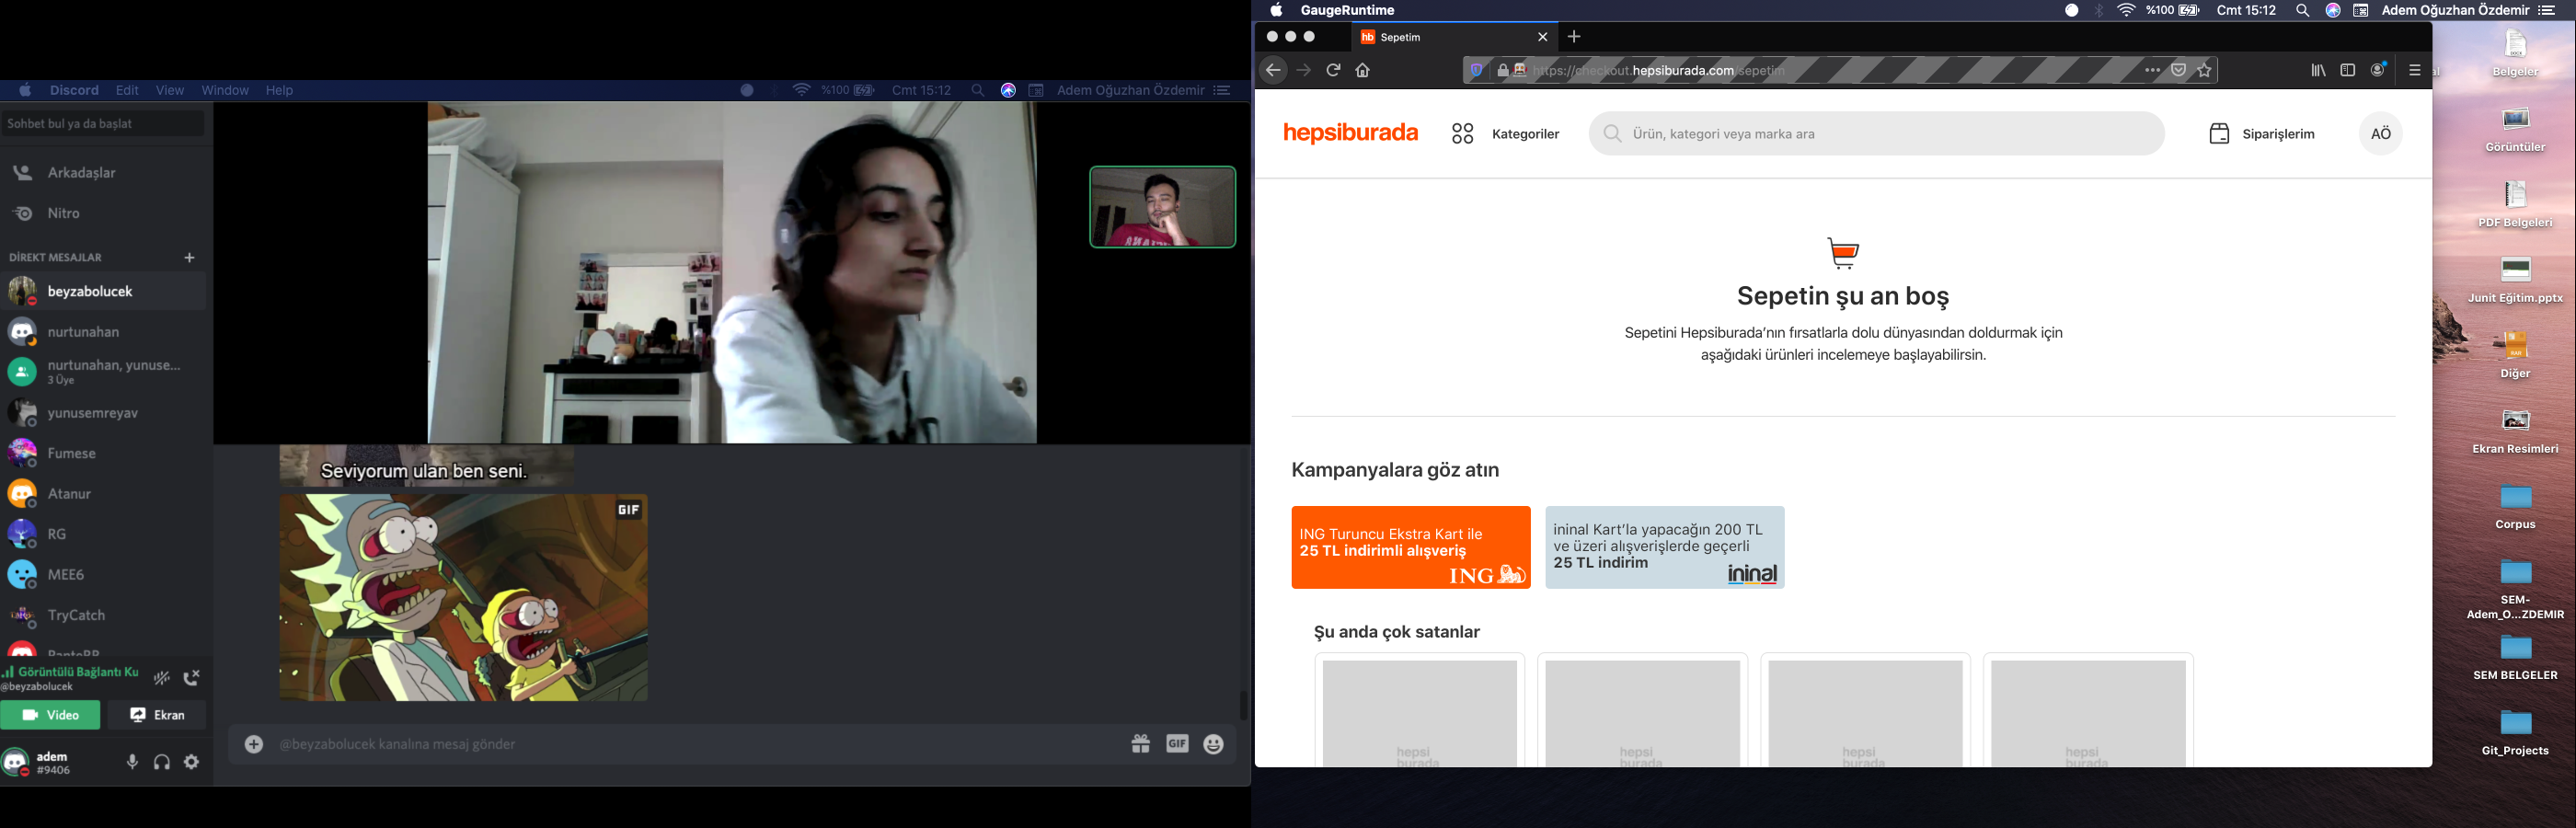 Discord Edit View Window Help
%100 Cmt 15:12 Adem Oğuzhan Özdemir
Sohbet bul ya da başlat
Arkadaşlar
Nitro
DİREKT MESAJLAR +
beyzabolucek
nurtunahan
nurtunahan, yunuse...
3 Üye
yunusemreyav
Fumese
Atanur
RG
MEE6
TryCatch
Görüntülü Bağlantı Ku
@beyzabolucek
Video
Ekran
adem
#9406
Seviyorum ulan ben seni.
GIF
@beyzabolucek kanalına mesaj gönder
GIF
GaugeRuntime
%100 Cmt 15:12 Adem Oğuzhan Özdemir
hb Sepetim
https://checkout.hepsiburada.com/sepetim
hepsiburada
Kategoriler
Ürün, kategori veya marka ara
Siparişlerim
AÖ
Sepetin şu an boş
Sepetini Hepsiburada’nın fırsatlarla dolu dünyasından doldurmak için
aşağıdaki ürünleri incelemeye başlayabilirsin.
Kampanyalara göz atın
ING Turuncu Ekstra Kart ile
25 TL indirimli alışveriş
ING
ininal Kart’la yapacağın 200 TL
ve üzeri alışverişlerde geçerli
25 TL indirim
ininal
Şu anda çok satanlar
hepsi
burada
hepsi
burada
hepsi
burada
hepsi
burada
al
Belgeler
Görüntüler
PDF Belgeleri
Junit Eğitim.pptx
Diğer
Ekran Resimleri
Corpus
SEM-
Adem_O...ZDEMIR
SEM BELGELER
Git_Projects